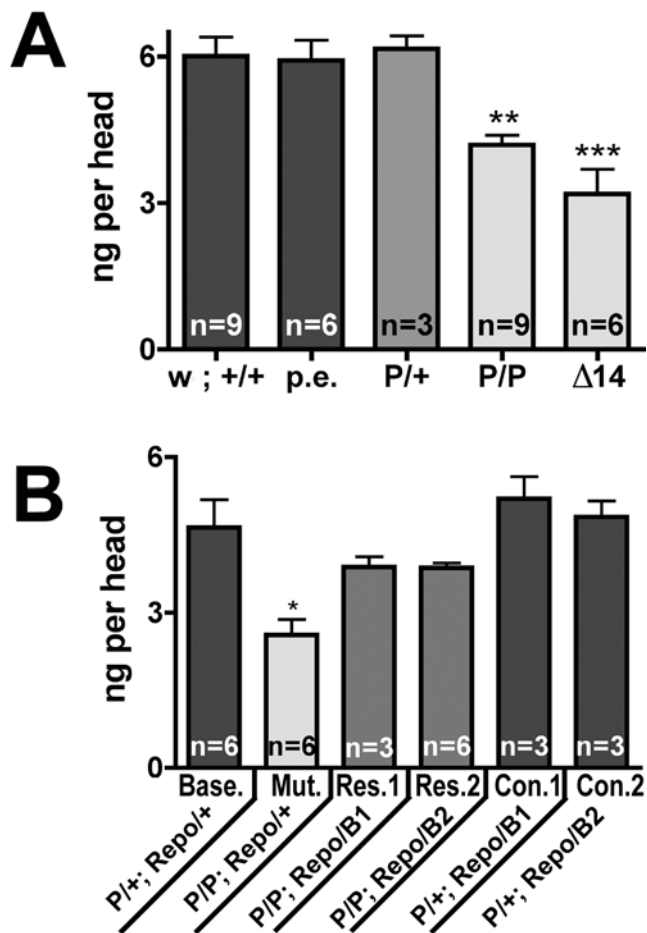 A
ng per head
6
3
0
** ***
n=9 n=6 n=3 n=9 n=6
w ; +/+ p.e. P/+ P/P Δ14
B
ng per head
6
3
0
*
n=6 n=6 n=3 n=6 n=3 n=3
Base. Mut. Res.1 Res.2 Con.1 Con.2
P/+; Repo/+
P/P; Repo/+
P/P; Repo/B1
P/P; Repo/B2
P/+; Repo/B1
P/+; Repo/B2